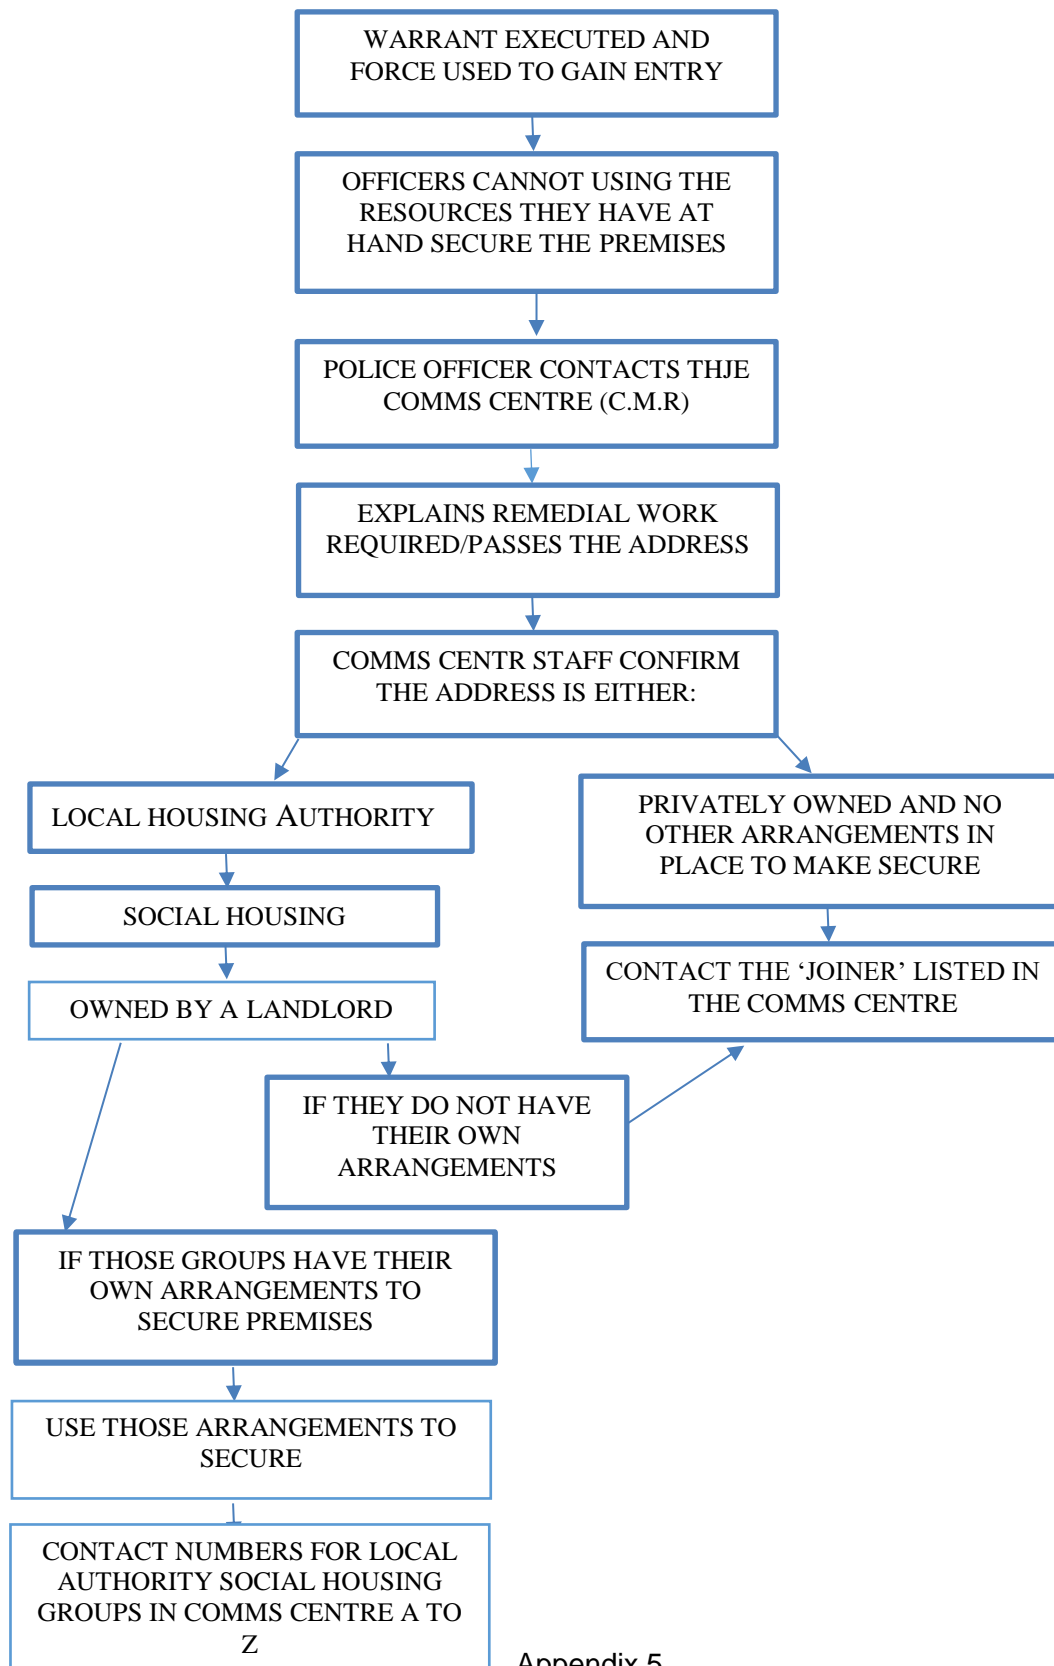 WARRANT EXECUTED AND
FORCE USED TO GAIN ENTRY
OFFICERS CANNOT USING THE
RESOURCES THEY HAVE AT
HAND SECURE THE PREMISES
POLICE OFFICER CONTACTS THJE
COMMS CENTRE (C.M.R)
EXPLAINS REMEDIAL WORK
REQUIRED/PASSES THE ADDRESS
COMMS CENTR STAFF CONFIRM
THE ADDRESS IS EITHER:
LOCAL HOUSING AUTHORITY
SOCIAL HOUSING
OWNED BY A LANDLORD
PRIVATELY OWNED AND NO
OTHER ARRANGEMENTS IN
PLACE TO MAKE SECURE
CONTACT THE ‘JOINER’ LISTED IN
THE COMMS CENTRE
IF THEY DO NOT HAVE
THEIR OWN
ARRANGEMENTS
IF THOSE GROUPS HAVE THEIR
OWN ARRANGEMENTS TO
SECURE PREMISES
USE THOSE ARRANGEMENTS TO
SECURE
CONTACT NUMBERS FOR LOCAL
AUTHORITY SOCIAL HOUSING
GROUPS IN COMMS CENTRE A TO
Z
Appendix 5